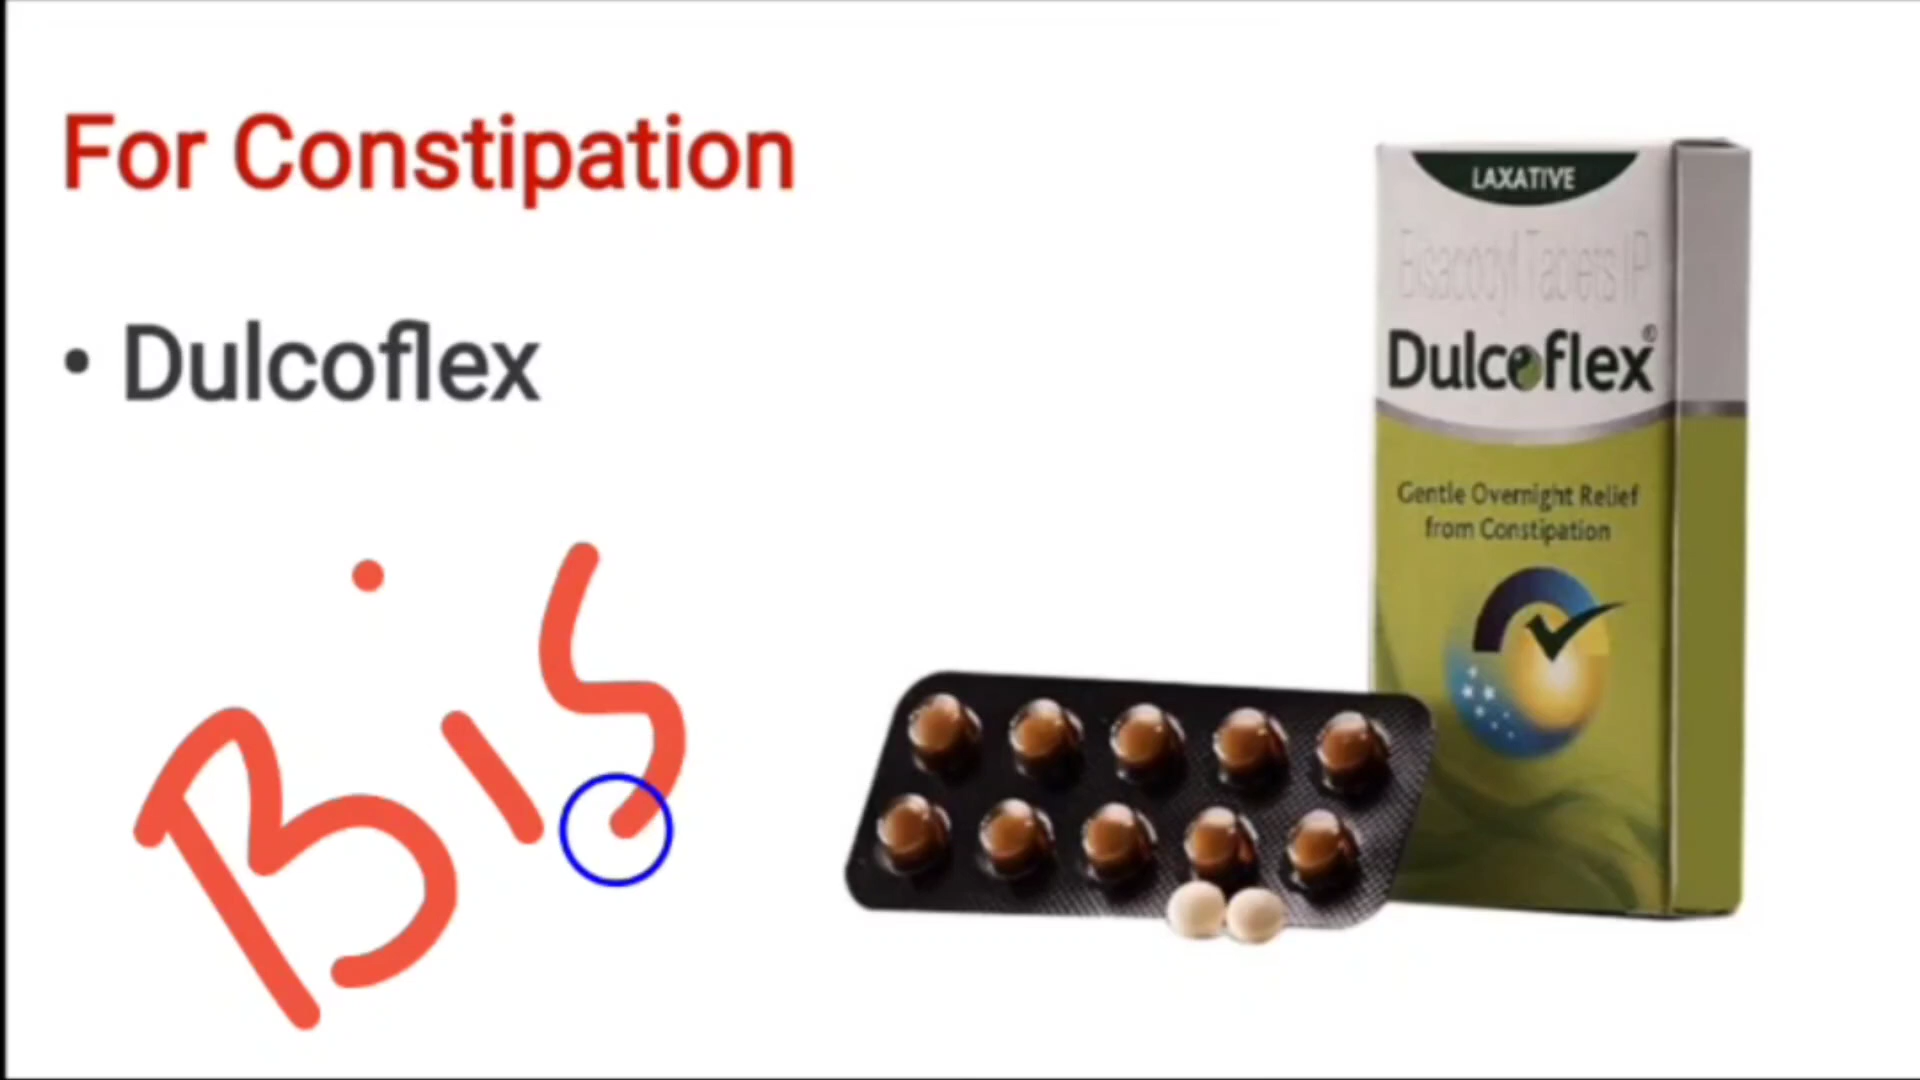 For Constipation
• Dulcoflex
Bis
LAXATIVE
Bisacodyl Tablets IP
Dulcoflex®
Gentle Overnight Relief
from Constipation